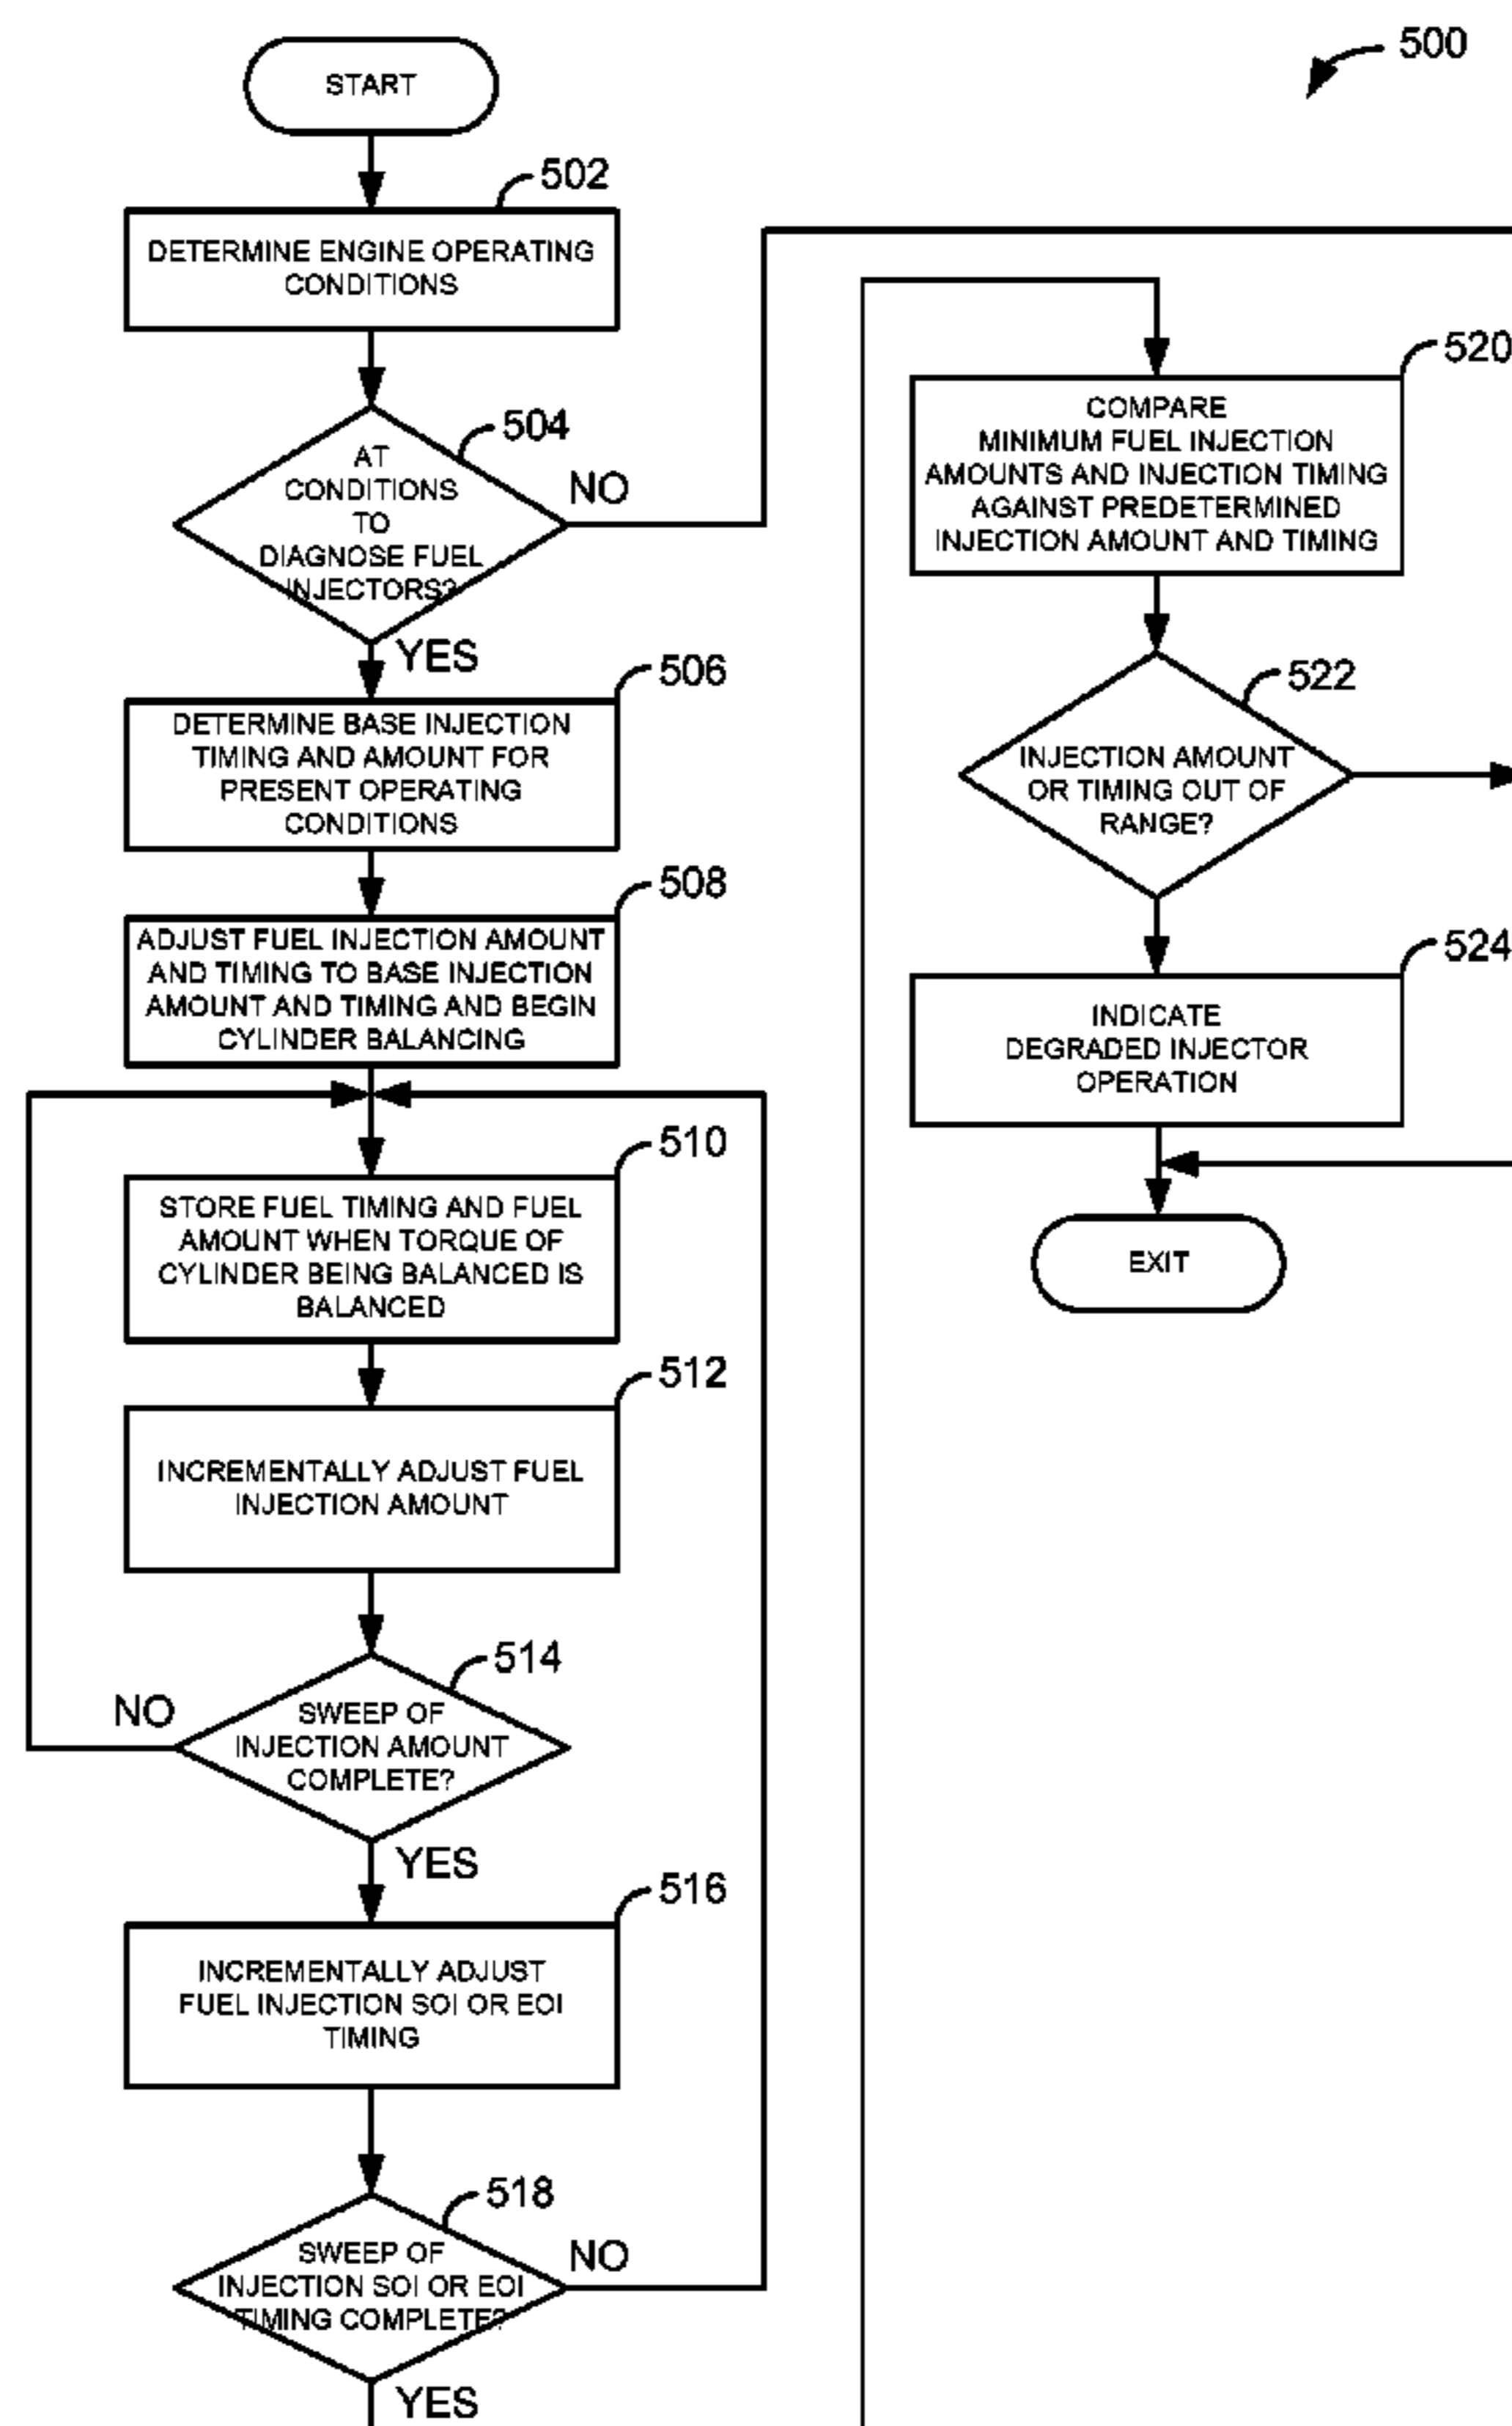 500
START
502
DETERMINE ENGINE OPERATING
CONDITIONS
504
AT
CONDITIONS
TO
DIAGNOSE FUEL
INJECTORS?
NO
YES
506
DETERMINE BASE INJECTION
TIMING AND AMOUNT FOR
PRESENT OPERATING
CONDITIONS
508
ADJUST FUEL INJECTION AMOUNT
AND TIMING TO BASE INJECTION
AMOUNT AND TIMING AND BEGIN
CYLINDER BALANCING
510
STORE FUEL TIMING AND FUEL
AMOUNT WHEN TORQUE OF
CYLINDER BEING BALANCED IS
BALANCED
512
INCREMENTALLY ADJUST FUEL
INJECTION AMOUNT
514
NO
SWEEP OF
INJECTION AMOUNT
COMPLETE?
YES
516
INCREMENTALLY ADJUST
FUEL INJECTION SOI OR EOI
TIMING
518
SWEEP OF
INJECTION SOI OR EOI
TIMING COMPLETE?
NO
YES
520
COMPARE
MINIMUM FUEL INJECTION
AMOUNTS AND INJECTION TIMING
AGAINST PREDETERMINED
INJECTION AMOUNT AND TIMING
522
INJECTION AMOUNT
OR TIMING OUT OF
RANGE?
524
INDICATE
DEGRADED INJECTOR
OPERATION
EXIT